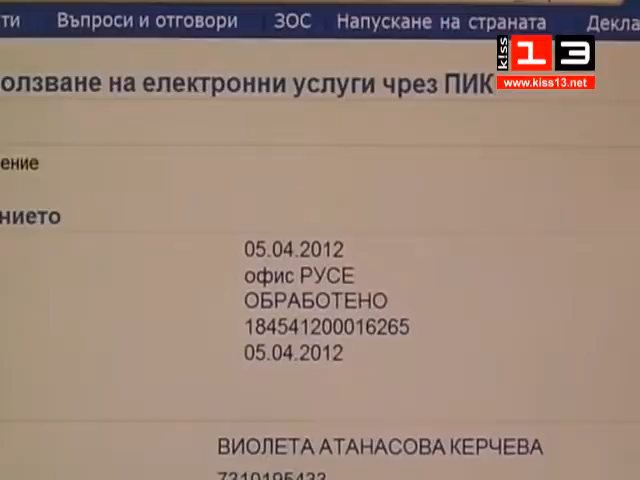 ти Въпроси и отговори ЗОС Напускане на страната Декла
kiss 13
www.kiss13.net
олзване на електронни услуги чрез ПИК
ение
нието
05.04.2012
офис РУСЕ
ОБРАБОТЕНО
184541200016265
05.04.2012
ВИОЛЕТА АТАНАСОВА КЕРЧЕВА